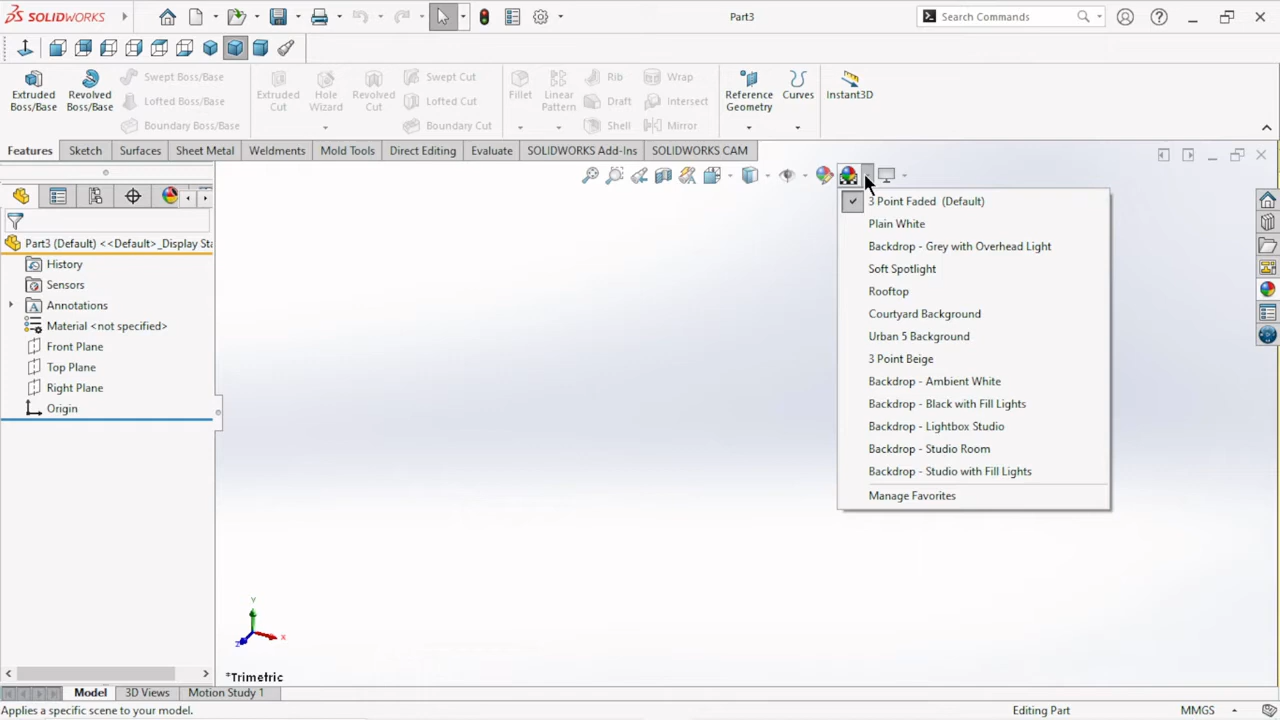 SOLIDWORKS
Part3
Search Commands
Extruded Boss/Base
Revolved Boss/Base
Swept Boss/Base
Lofted Boss/Base
Boundary Boss/Base
Extruded Cut
Hole Wizard
Revolved Cut
Swept Cut
Lofted Cut
Boundary Cut
Fillet
Linear Pattern
Rib
Draft
Shell
Wrap
Intersect
Mirror
Reference Geometry
Curves
Instant3D
Features
Sketch
Surfaces
Sheet Metal
Weldments
Mold Tools
Direct Editing
Evaluate
SOLIDWORKS Add-Ins
SOLIDWORKS CAM
Part3 (Default) <<Default>_Display Sta
History
Sensors
Annotations
Material <not specified>
Front Plane
Top Plane
Right Plane
Origin
3 Point Faded (Default)
Plain White
Backdrop - Grey with Overhead Light
Soft Spotlight
Rooftop
Courtyard Background
Urban 5 Background
3 Point Beige
Backdrop - Ambient White
Backdrop - Black with Fill Lights
Backdrop - Lightbox Studio
Backdrop - Studio Room
Backdrop - Studio with Fill Lights
Manage Favorites
Y
X
Z
*Trimetric
Model
3D Views
Motion Study 1
Applies a specific scene to your model.
Editing Part
MMGS